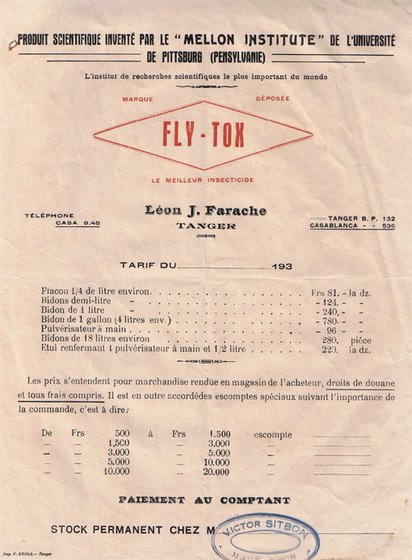 PRODUIT SCIENTIFIQUE INVENTÉ PAR LE "MELLON INSTITUTE" DE L'UNIVERSITÉ
DE PITTSBURG (PENSYLVANIE)
L'institut de recherches scientifiques le plus important du monde
MARQUE DÉPOSÉE
FLY-TOX
LE MEILLEUR INSECTICIDE
TÉLÉPHONE
CASA 9.48
Léon J. Farache
TANGER
TANGER B. P. 132
CASABLANCA - - 536
TARIF DU 193
Flacon 1/4 de litre environ. Frs 81. - la dz.
Bidons demi-litre - - 124. - -
Bidon de 1 litre - - 240. - -
Bidon de 1 gallon (4 litres env.) - 780. - -
Pulvérisateur à main - 96 - -
Bidons de 18 litres environ 280. pièce
Etui renfermant 1 pulvérisateur à main et 1/2 litre 220. la dz.
Les prix s'entendent pour marchandise rendue en magasin de l'acheteur, droits de douane
et tous frais compris. Il est en outre accordédes escomptes spéciaux suivant l'importance de
la commande, c'est à dire:
De Frs 500 à Frs 1.500 escompte
- 1,500 - 3.000 -
- 3.000 - 5.000 -
- 5.000 - 10.000 -
- 10.000 - 20.000 -
PAIEMENT AU COMPTANT
STOCK PERMANENT CHEZ M
VICTOR SITBON
Imp. F. EROLA - Tanger